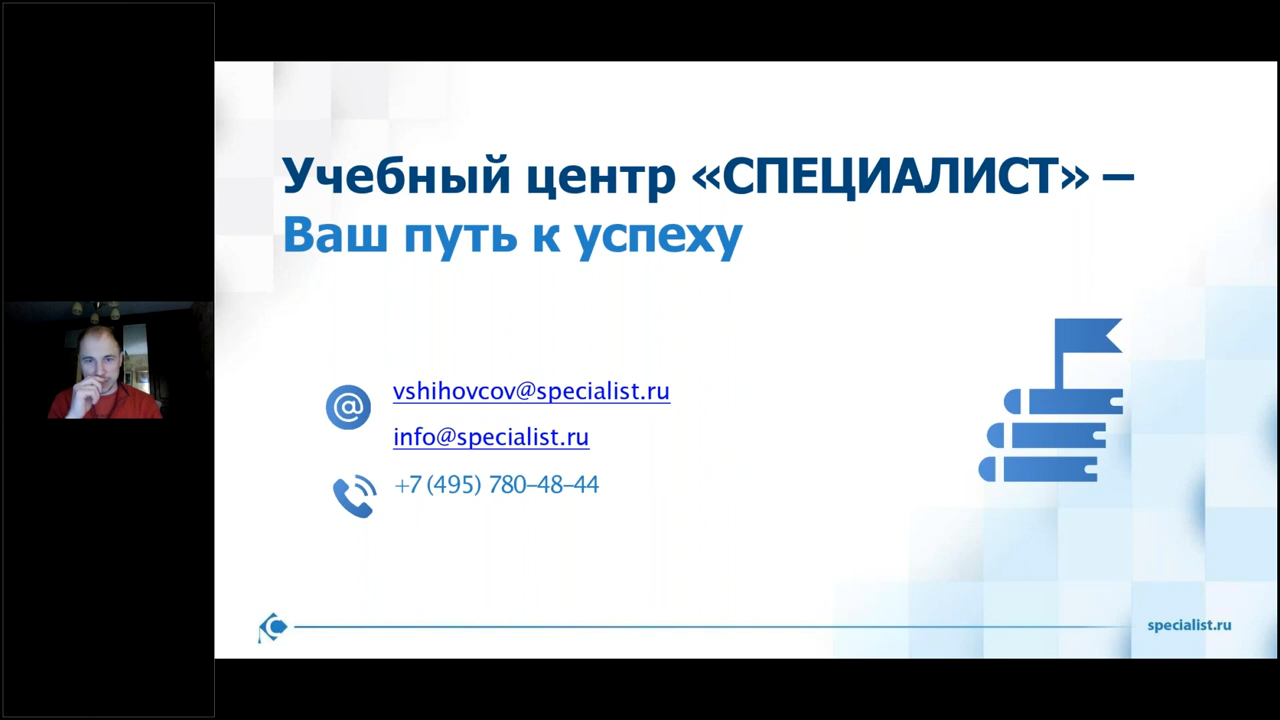 Учебный центр «СПЕЦИАЛИСТ» –
Ваш путь к успеху
vshihovcov@specialist.ru
info@specialist.ru
+7 (495) 780–48–44
specialist.ru